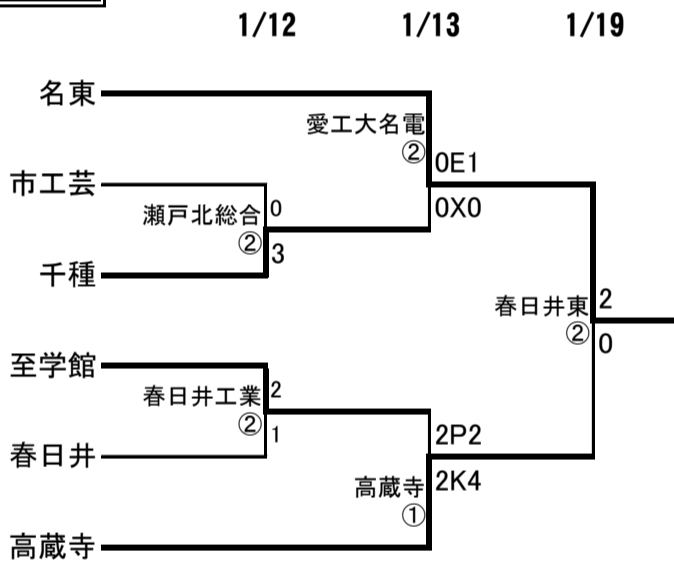 1/12 1/13 1/19
名東
愛工大名電
②
0E1
0X0
市工芸
瀬戸北総合
②
0
3
千種
春日井東
②
2
0
至学館
春日井工業
②
2
1
春日井
2P2
2K4
高蔵寺
①
高蔵寺